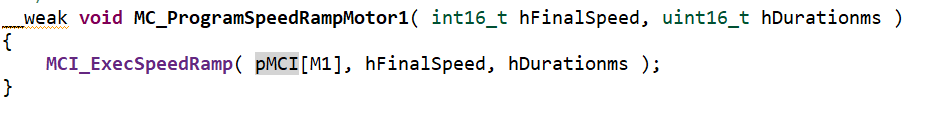 __weak void MC_ProgramSpeedRampMotor1( int16_t hFinalSpeed, uint16_t hDurationms )
{
MCI_ExecSpeedRamp( pMCI[M1], hFinalSpeed, hDurationms );
}